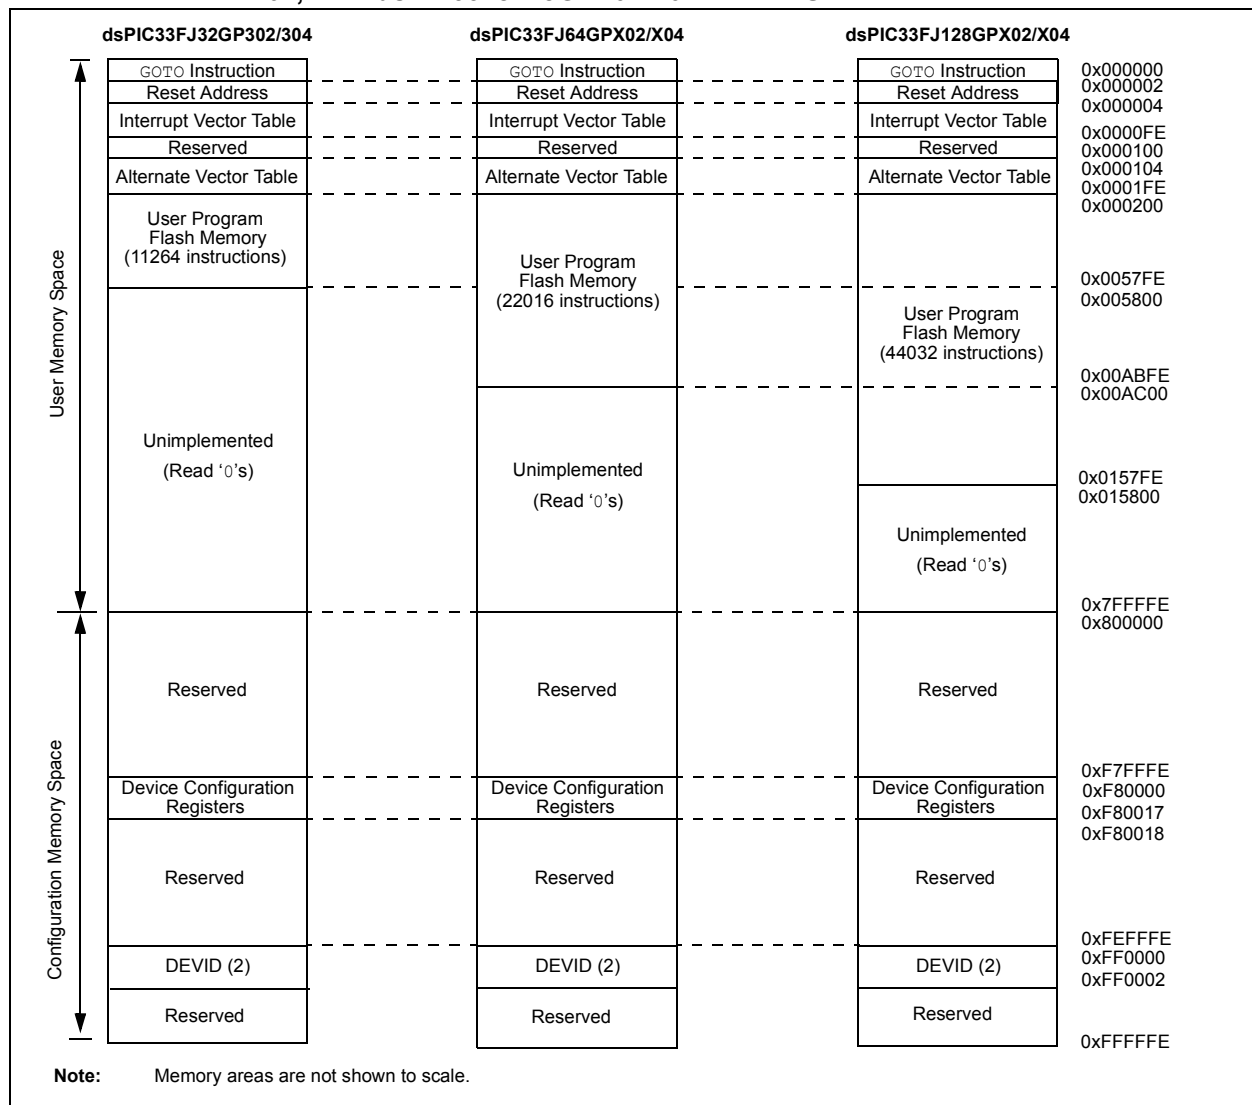 dsPIC33FJ32GP302/304
dsPIC33FJ64GPX02/X04
dsPIC33FJ128GPX02/X04
User Memory Space
Configuration Memory Space
GOTO Instruction
Reset Address
Interrupt Vector Table
Reserved
Alternate Vector Table
User Program
Flash Memory
(11264 instructions)
Unimplemented
(Read ‘0’s)
Reserved
Device Configuration
Registers
Reserved
DEVID (2)
Reserved
GOTO Instruction
Reset Address
Interrupt Vector Table
Reserved
Alternate Vector Table
User Program
Flash Memory
(22016 instructions)
Unimplemented
(Read ‘0’s)
Reserved
Device Configuration
Registers
Reserved
DEVID (2)
Reserved
GOTO Instruction
Reset Address
Interrupt Vector Table
Reserved
Alternate Vector Table
User Program
Flash Memory
(44032 instructions)
Unimplemented
(Read ‘0’s)
Reserved
Device Configuration
Registers
Reserved
DEVID (2)
Reserved
0x000000
0x000002
0x000004
0x0000FE
0x000100
0x000104
0x0001FE
0x000200
0x0057FE
0x005800
0x00ABFE
0x00AC00
0x0157FE
0x015800
0x7FFFFE
0x800000
0xF7FFFE
0xF80000
0xF80017
0xF80018
0xFEFFFE
0xFF0000
0xFF0002
0xFFFFFE
Note: Memory areas are not shown to scale.